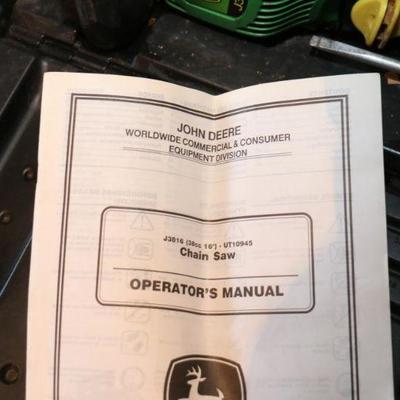 JOHN DEERE
WORLDWIDE COMMERCIAL & CONSUMER
EQUIPMENT DIVISION
J3816 (38cc 16") - UT10945
Chain Saw
OPERATOR'S MANUAL